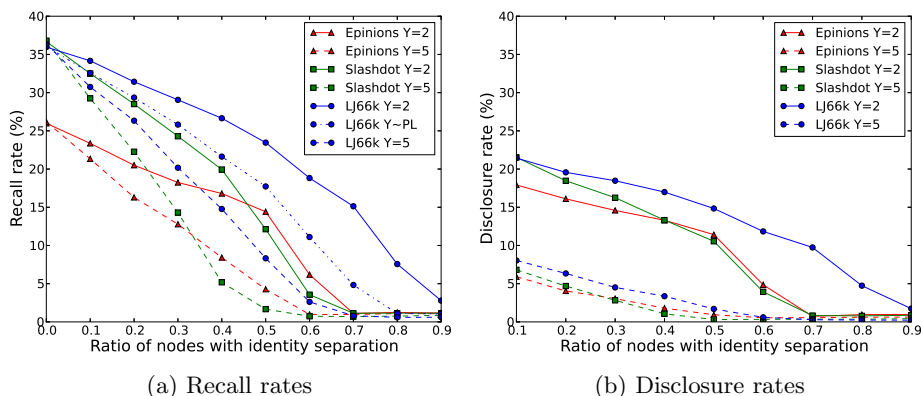 40
35
30
25
20
15
10
5
0
Recall rate (%)
Epinions Y=2
Epinions Y=5
Slashdot Y=2
Slashdot Y=5
LJ66k Y=2
LJ66k Y~PL
LJ66k Y=5
0.0 0.1 0.2 0.3 0.4 0.5 0.6 0.7 0.8 0.9
Ratio of nodes with identity separation
(a) Recall rates
40
35
30
25
20
15
10
5
0
Disclosure rate (%)
Epinions Y=2
Epinions Y=5
Slashdot Y=2
Slashdot Y=5
LJ66k Y=2
LJ66k Y=5
0.1 0.2 0.3 0.4 0.5 0.6 0.7 0.8 0.9
Ratio of nodes with identity separation
(b) Disclosure rates